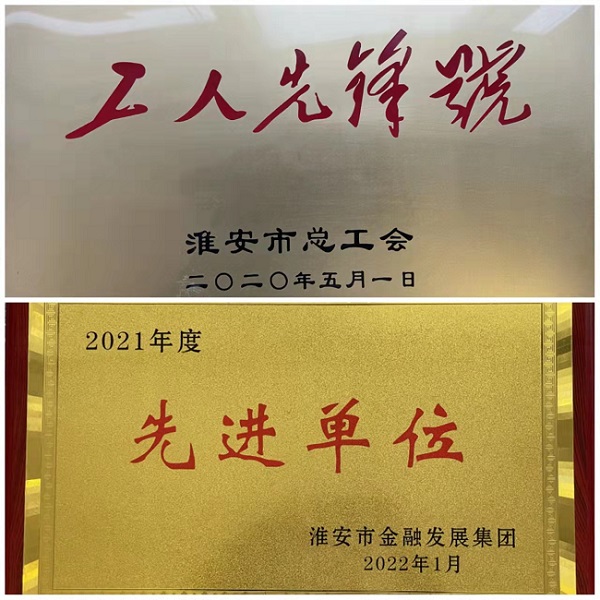 工人先锋號
淮安市总工会
二〇二〇年五月一日
2021年度
先进单位
淮安市金融发展集团
2022年1月